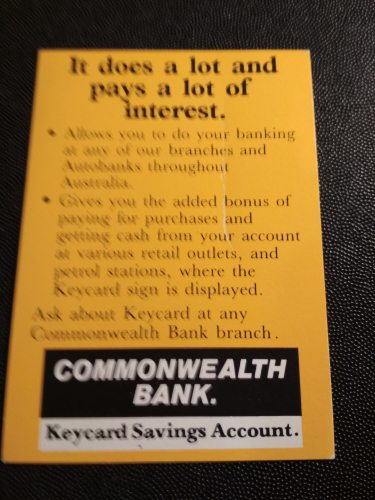 It does a lot and
pays a lot of
interest.
• Allows you to do your banking
at any of our branches and
Autobanks throughout
Australia.
• Gives you the added bonus of
paying for purchases and
getting cash from your account
at various retail outlets, and
petrol stations, where the
Keycard sign is displayed.
Ask about Keycard at any
Commonwealth Bank branch.
COMMONWEALTH
BANK.
Keycard Savings Account.